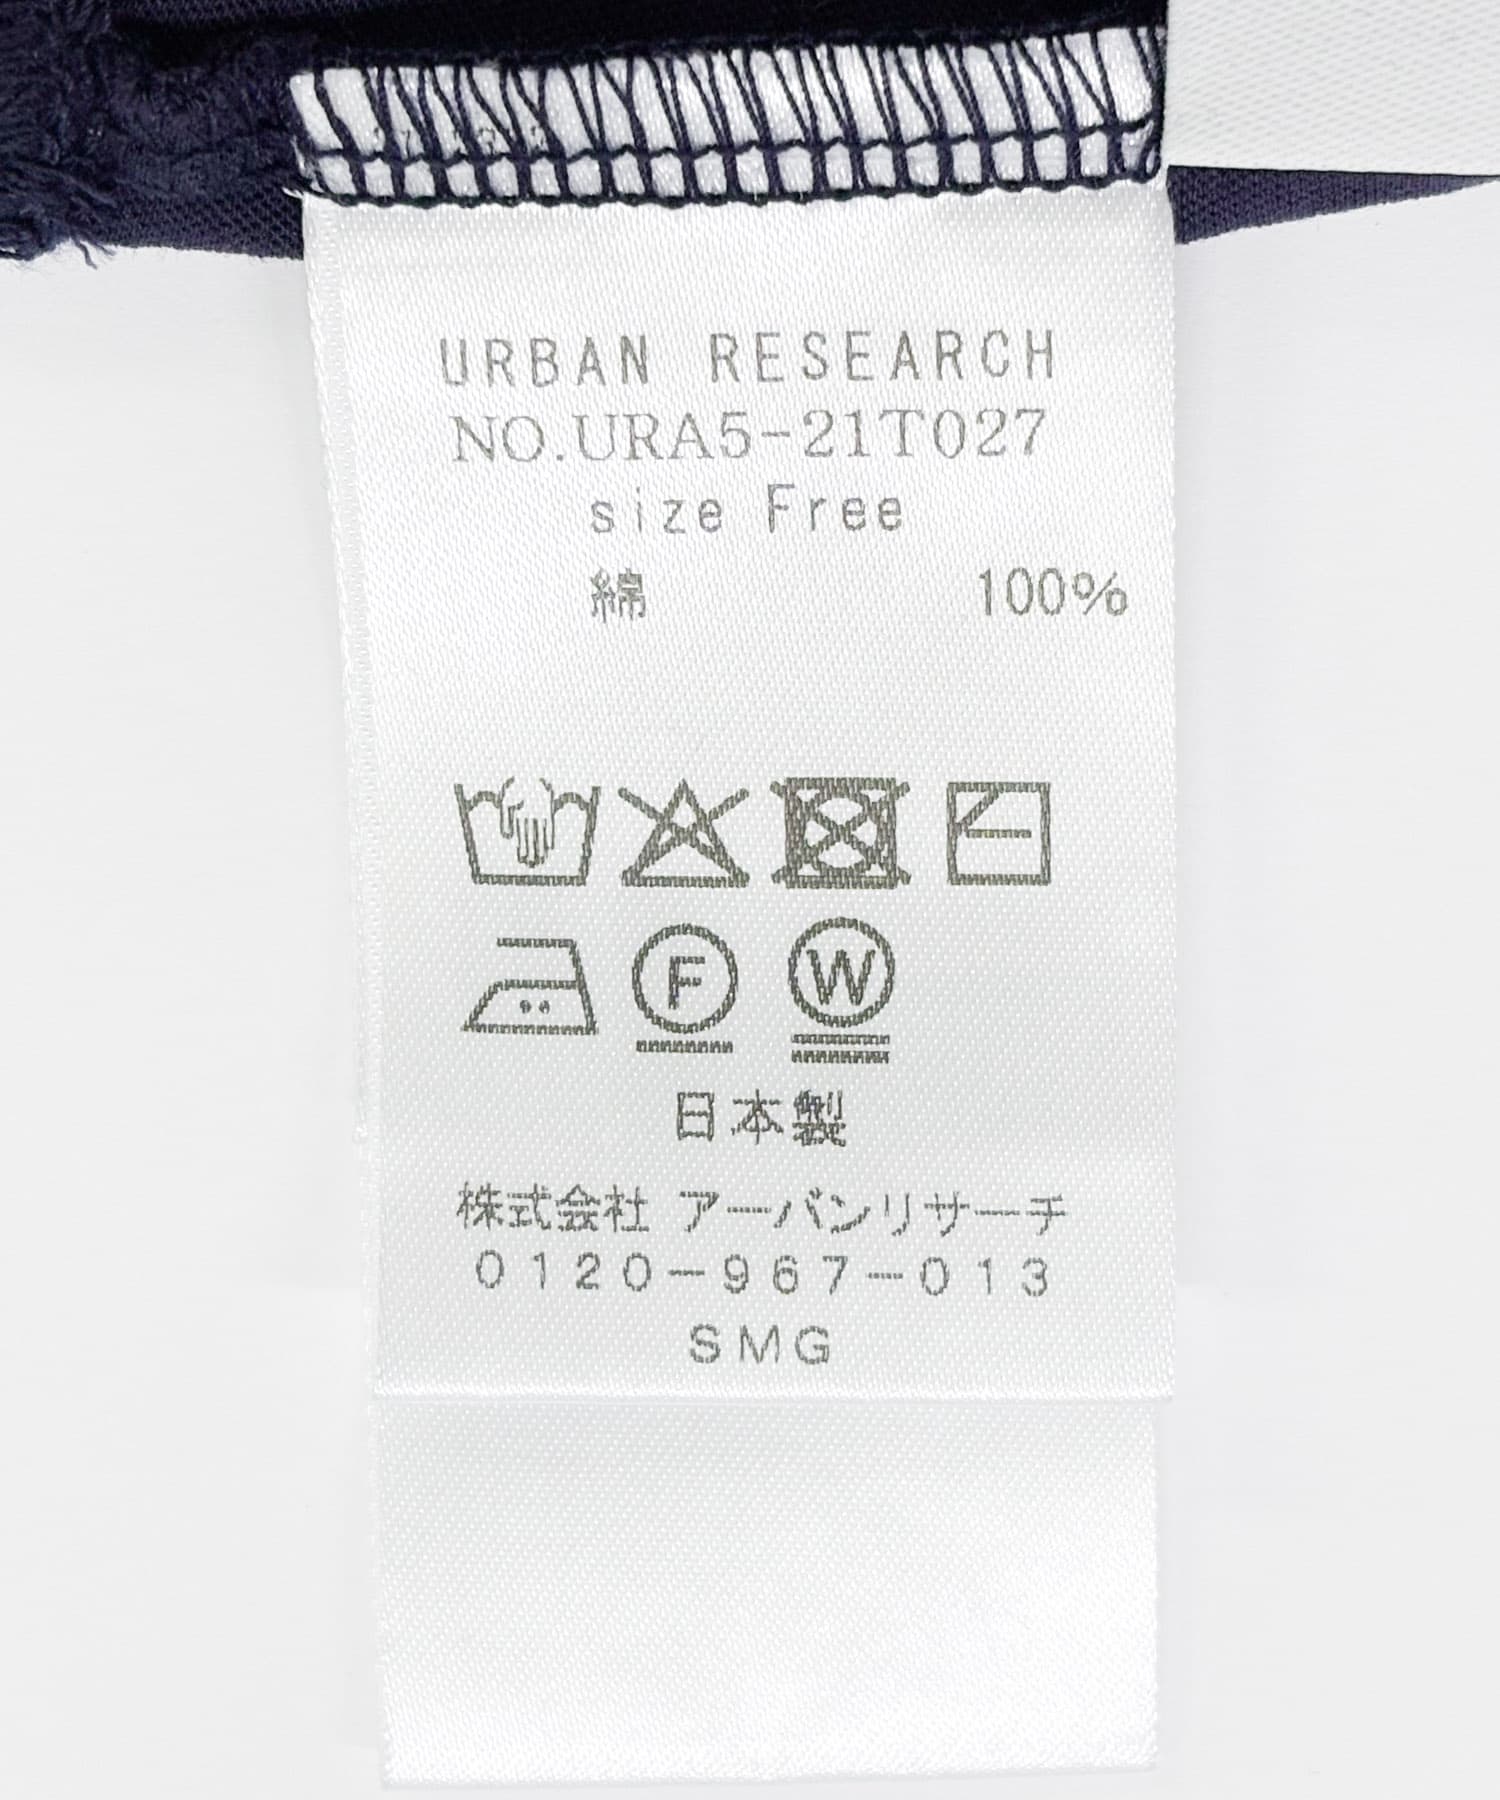 URBAN RESEARCH
NO.URA5-21T027
size Free
綿 100%
F W
日本製
株式会社 アーバンリサーチ
0120-967-013
SMG